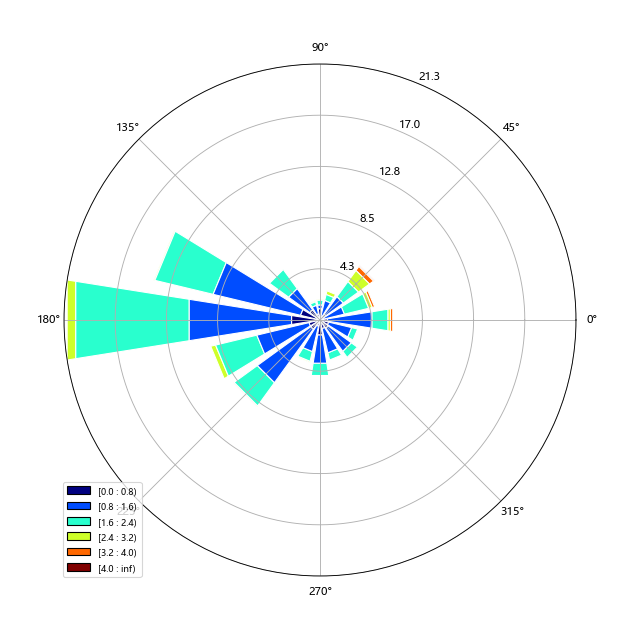 90°
21.3
135°
17.0
45°
12.8
8.5
4.3
180°
0°
[0.0 : 0.8)
[0.8 : 1.6)
[1.6 : 2.4)
225°
315°
[2.4 : 3.2)
[3.2 : 4.0)
[4.0 : inf)
270°